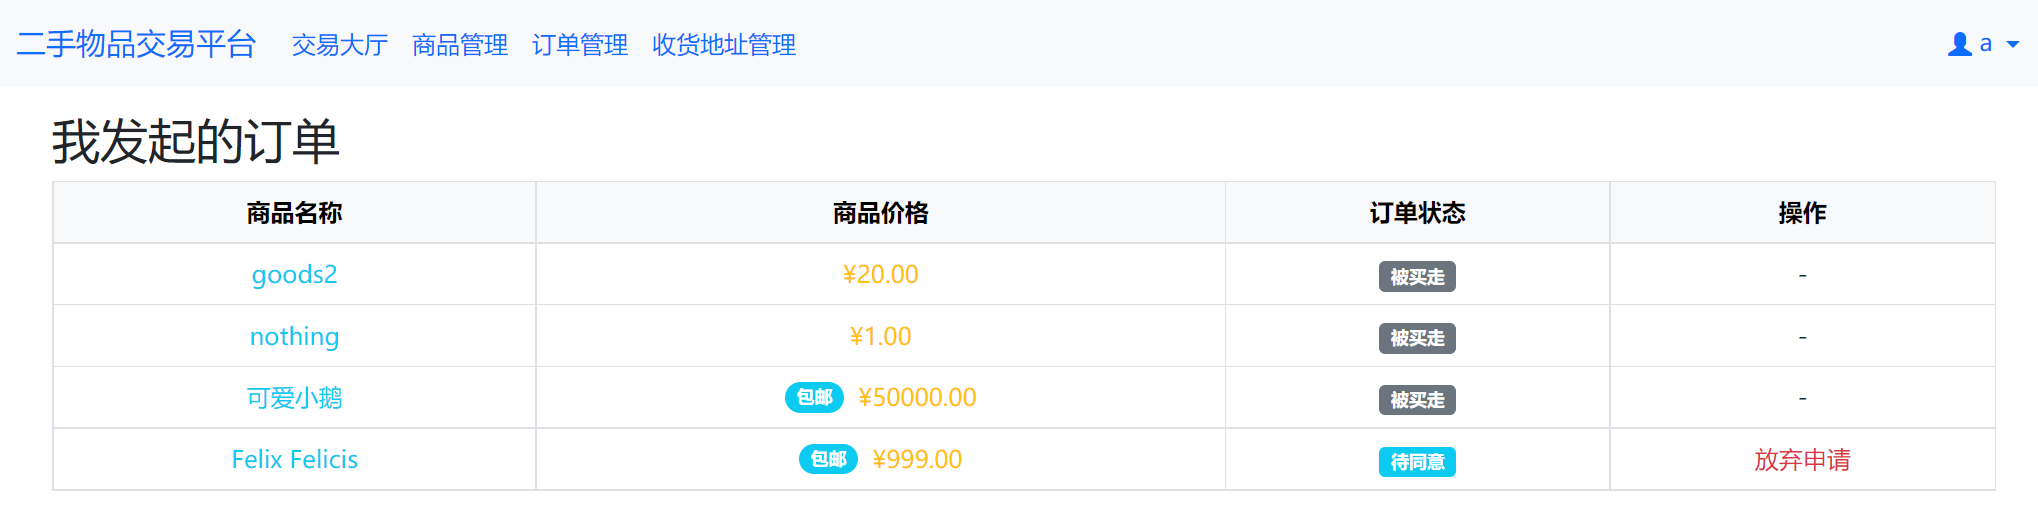 二手物品交易平台 交易大厅 商品管理 订单管理 收货地址管理 a
我发起的订单
商品名称 商品价格 订单状态 操作
goods2 ¥20.00 被买走 -
nothing ¥1.00 被买走 -
可爱小鹅 包邮 ¥50000.00 被买走 -
Felix Felicis 包邮 ¥999.00 待同意 放弃申请